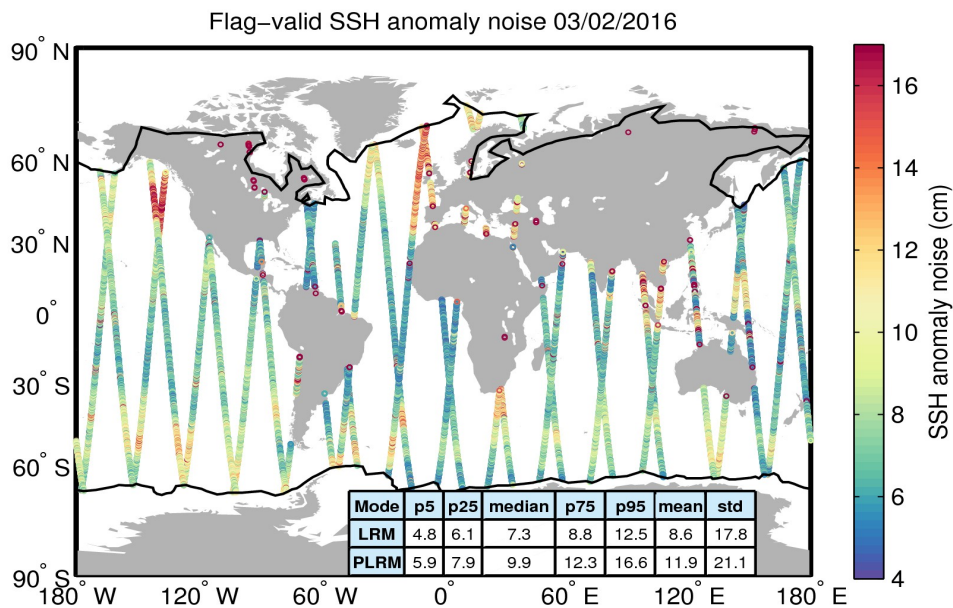 Flag−valid SSH anomaly noise 03/02/2016
90° N
60° N
30° N
0°
30° S
60° S
90° S
180° W
120° W
60° W
0°
60° E
120° E
180° E
16
14
12
10
8
6
4
SSH anomaly noise (cm)
Mode p5 p25 median p75 p95 mean std
LRM 4.8 6.1 7.3 8.8 12.5 8.6 17.8
PLRM 5.9 7.9 9.9 12.3 16.6 11.9 21.1